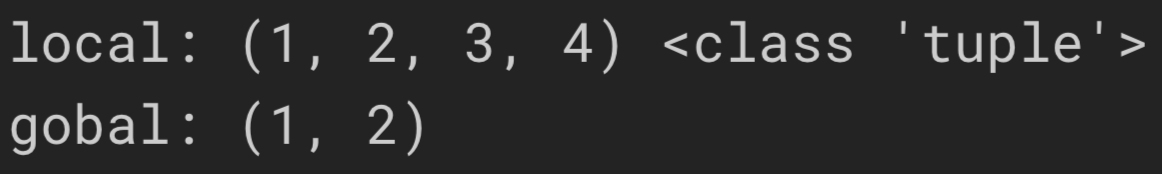 local: (1, 2, 3, 4) <class 'tuple'>
gobal: (1, 2)